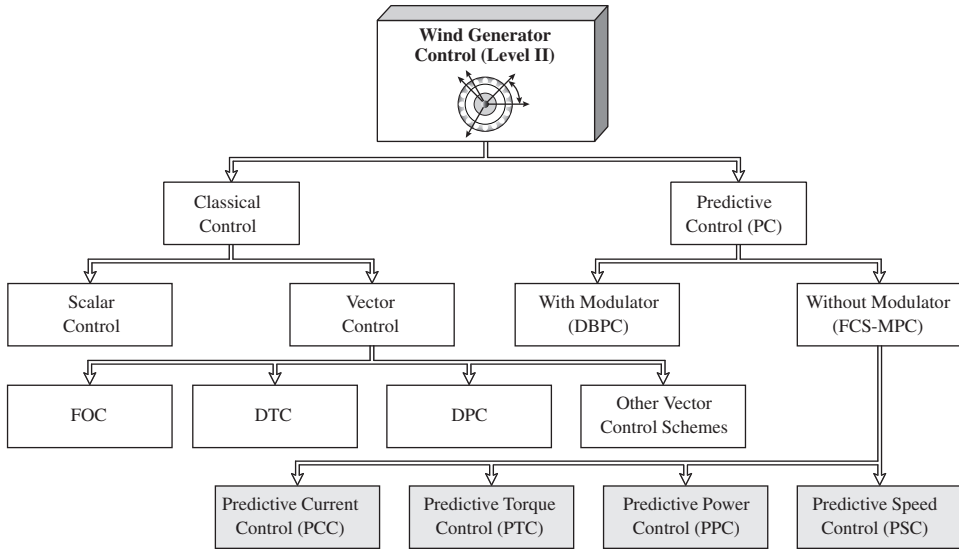 Wind Generator
Control (Level II)
Classical
Control
Predictive
Control (PC)
Scalar
Control
Vector
Control
With Modulator
(DBPC)
Without Modulator
(FCS-MPC)
FOC
DTC
DPC
Other Vector
Control Schemes
Predictive Current
Control (PCC)
Predictive Torque
Control (PTC)
Predictive Power
Control (PPC)
Predictive Speed
Control (PSC)